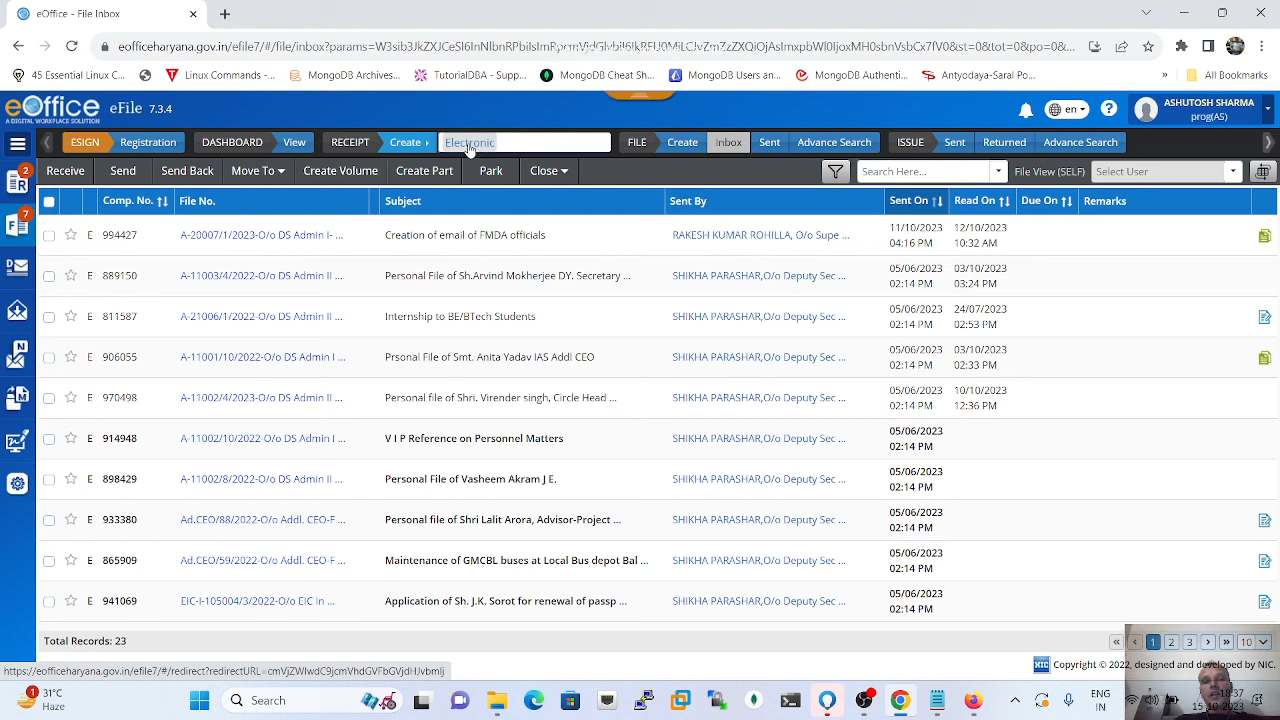 eOffice - File Inbox
eofficeharyana.gov.in/efile7/#/file/inbox?params=
45 Essential Linux C...
Linux Commands -...
MongoDB Archives...
TutorialDBA - Supp...
MongoDB Cheat Sh...
MongoDB Users an...
MongoDB Authenti...
Antyodaya-Saral Po...
»
All Bookmarks
eOffice eFile 7.3.4
A DIGITAL WORKPLACE SOLUTION
en
ASHUTOSH SHARMA
prog(AS)
ESIGN Registration DASHBOARD View RECEIPT Create Electronic FILE Create Inbox Sent Advance Search ISSUE Sent Returned Advance Search
Receive Send Send Back Move To Create Volume Create Part Park Close Search Here... File View (SELF) Select User
2
7
Comp. No. File No. Subject Sent By Sent On Read On Due On Remarks
E 994427 A-20007/1/2023-O/o DS Admin I- ... Creation of email of FMDA officials RAKESH KUMAR ROHILLA, O/o Supe ... 11/10/2023 04:16 PM 12/10/2023 10:32 AM
E 889150 A-11003/4/2022-O/o DS Admin II ... Personal File of Sh.Arvind Mokherjee DY. Secretary ... SHIKHA PARASHAR,O/o Deputy Sec ... 05/06/2023 02:14 PM 03/10/2023 03:24 PM
E 811587 A-21006/1/2022-O/o DS Admin II ... Internship to BE/BTech Students SHIKHA PARASHAR,O/o Deputy Sec ... 05/06/2023 02:14 PM 24/07/2023 02:53 PM
E 906055 A-11001/10/2022-O/o DS Admin I ... Prsonal File of Smt. Anita Yadav IAS Addl CEO SHIKHA PARASHAR,O/o Deputy Sec ... 05/06/2023 02:14 PM 03/10/2023 02:33 PM
E 970498 A-11002/4/2023-O/o DS Admin II ... Personal file of Shri. Virender singh, Circle Head ... SHIKHA PARASHAR,O/o Deputy Sec ... 05/06/2023 02:14 PM 10/10/2023 12:36 PM
E 914948 A-11002/10/2022-O/o DS Admin I ... V I P Reference on Personnel Matters SHIKHA PARASHAR,O/o Deputy Sec ... 05/06/2023 02:14 PM
E 898429 A-11002/8/2022-O/o DS Admin II ... Personal File of Vasheem Akram J E. SHIKHA PARASHAR,O/o Deputy Sec ... 05/06/2023 02:14 PM
E 933380 Ad.CEO/88/2022-O/o Addl. CEO-F ... Personal file of Shri Lalit Arora, Advisor-Project ... SHIKHA PARASHAR,O/o Deputy Sec ... 05/06/2023 02:14 PM
E 865909 Ad.CEO/59/2022-O/o Addl. CEO-F ... Maintenance of GMCBL buses at Local Bus depot Bal ... SHIKHA PARASHAR,O/o Deputy Sec ... 05/06/2023 02:14 PM
E 941069 EIC-I-105004/3/2022-O/o EIC In ... Application of Sh. J.K. Sorot for renewal of passp ... SHIKHA PARASHAR,O/o Deputy Sec ... 05/06/2023 02:14 PM
Total Records: 23
« ‹ 1 2 3 › » 10
NIC Copyright © 2022, designed and developed by NIC.
31°C
Haze
1
Search
ENG
IN
18:37
15-10-2023